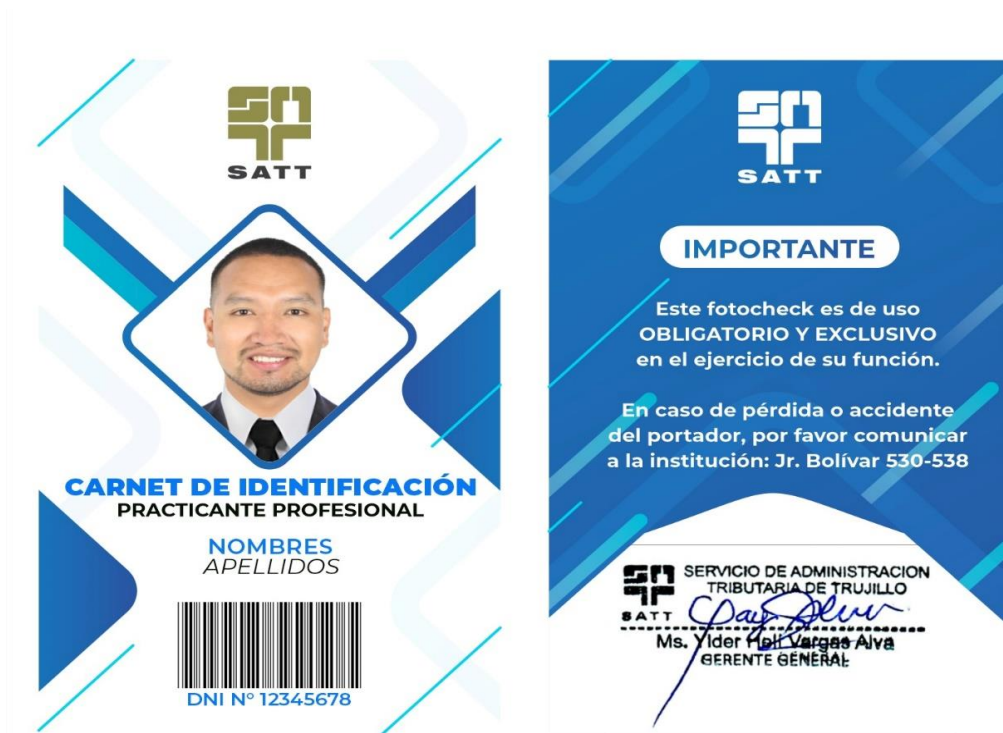 SATT
CARNET DE IDENTIFICACIÓN
PRACTICANTE PROFESIONAL
NOMBRES
APELLIDOS
DNI Nº 12345678
SATT
IMPORTANTE
Este fotocheck es de uso
OBLIGATORIO Y EXCLUSIVO
en el ejercicio de su función.
En caso de pérdida o accidente
del portador, por favor comunicar
a la institución: Jr. Bolívar 530-538
SERVICIO DE ADMINISTRACION
TRIBUTARIA DE TRUJILLO
SATT
Ms. Ylder Heli Vargas Alva
GERENTE GENERAL